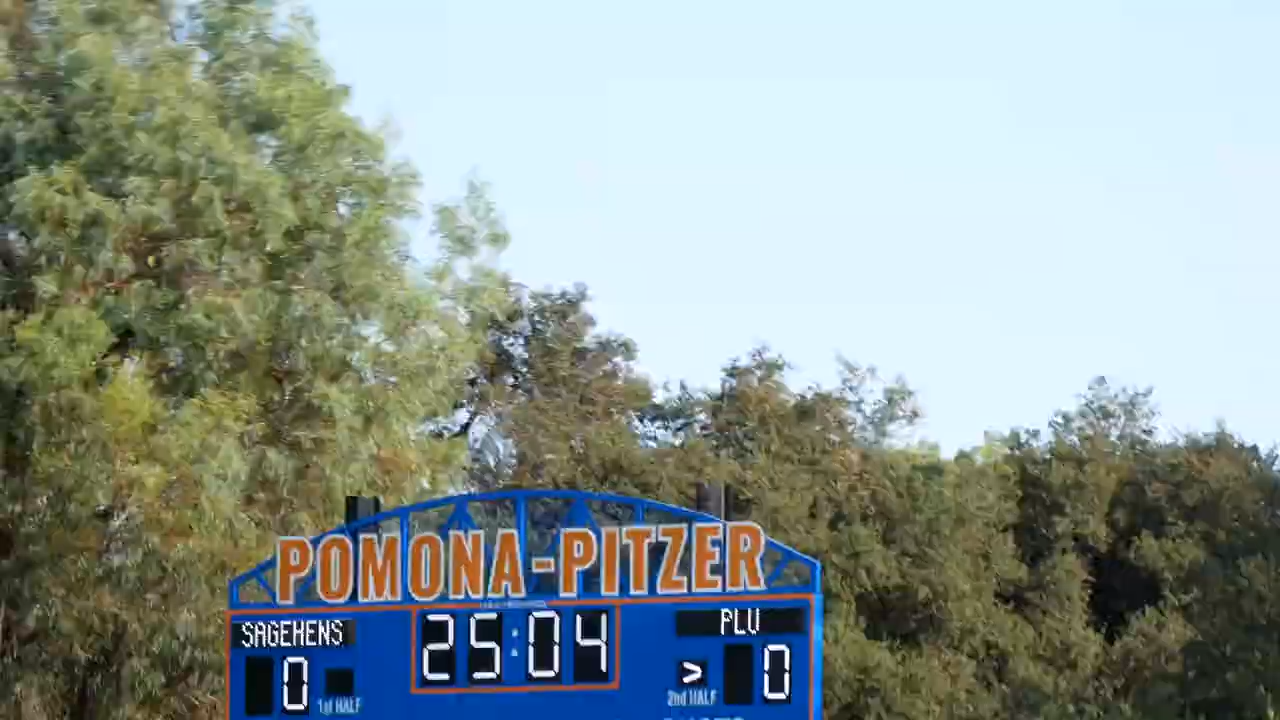 POMONA-PITZER
SAGEHENS
25:04
PLU
0
1st HALF
>
2nd HALF
0